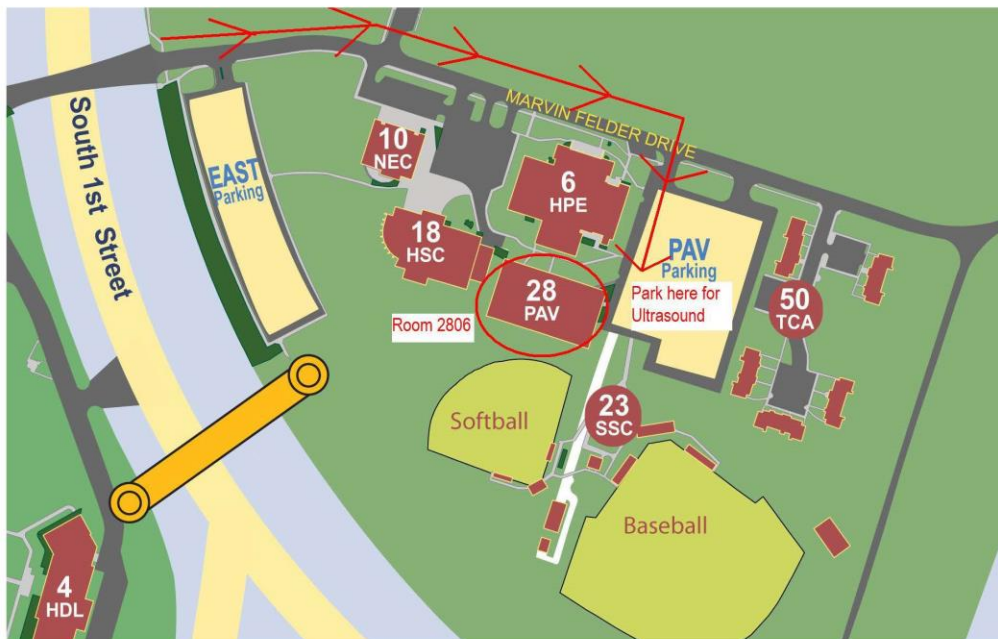 South 1st Street
EAST
Parking
10
NEC
18
HSC
MARVIN FELDER DRIVE
6
HPE
28
PAV
Room 2806
PAV
Parking
Park here for
Ultrasound
50
TCA
23
SSC
Softball
Baseball
4
HDL